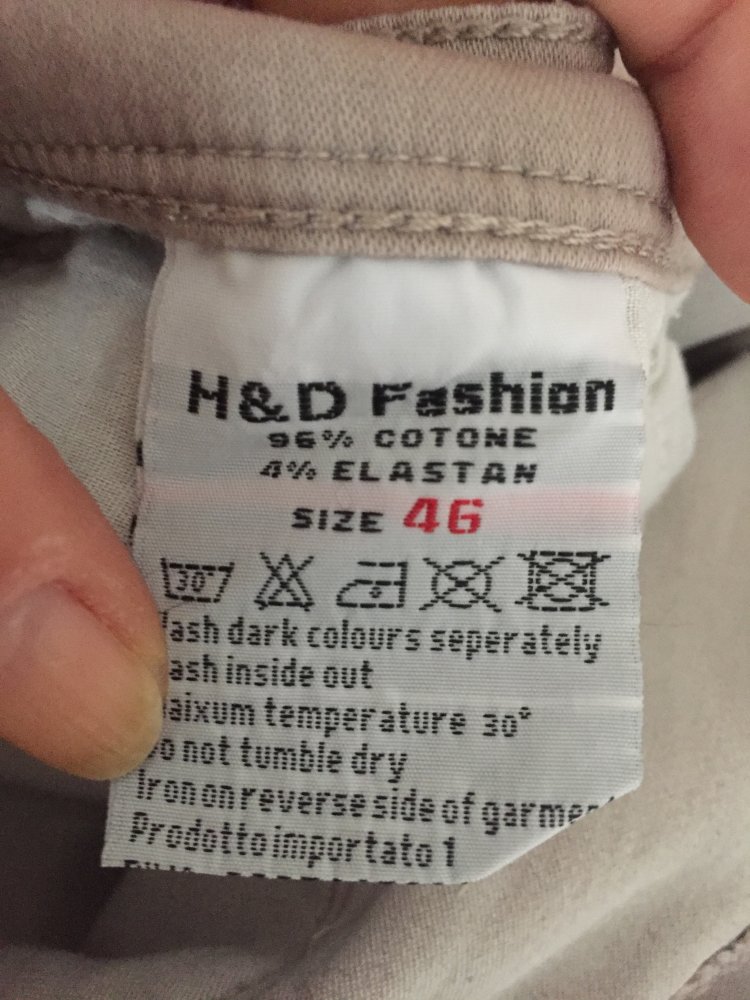 H&D Fashion
96% COTONE
4% ELASTAN
SIZE 46
30°
ash dark colours seperately
ash inside out
aixum temperature 30°
o not tumble dry
Iron on reverse side of garmen
Prodotto importato 1